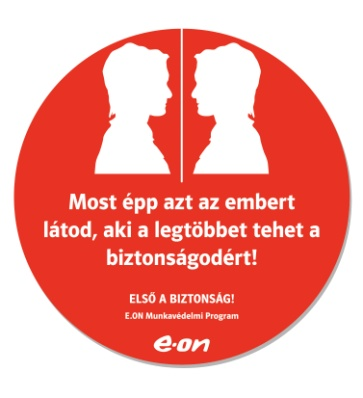 Most épp azt az embert
látod, aki a legtöbbet tehet a
biztonságodért!
ELSŐ A BIZTONSÁG!
E.ON Munkavédelmi Program
e·on